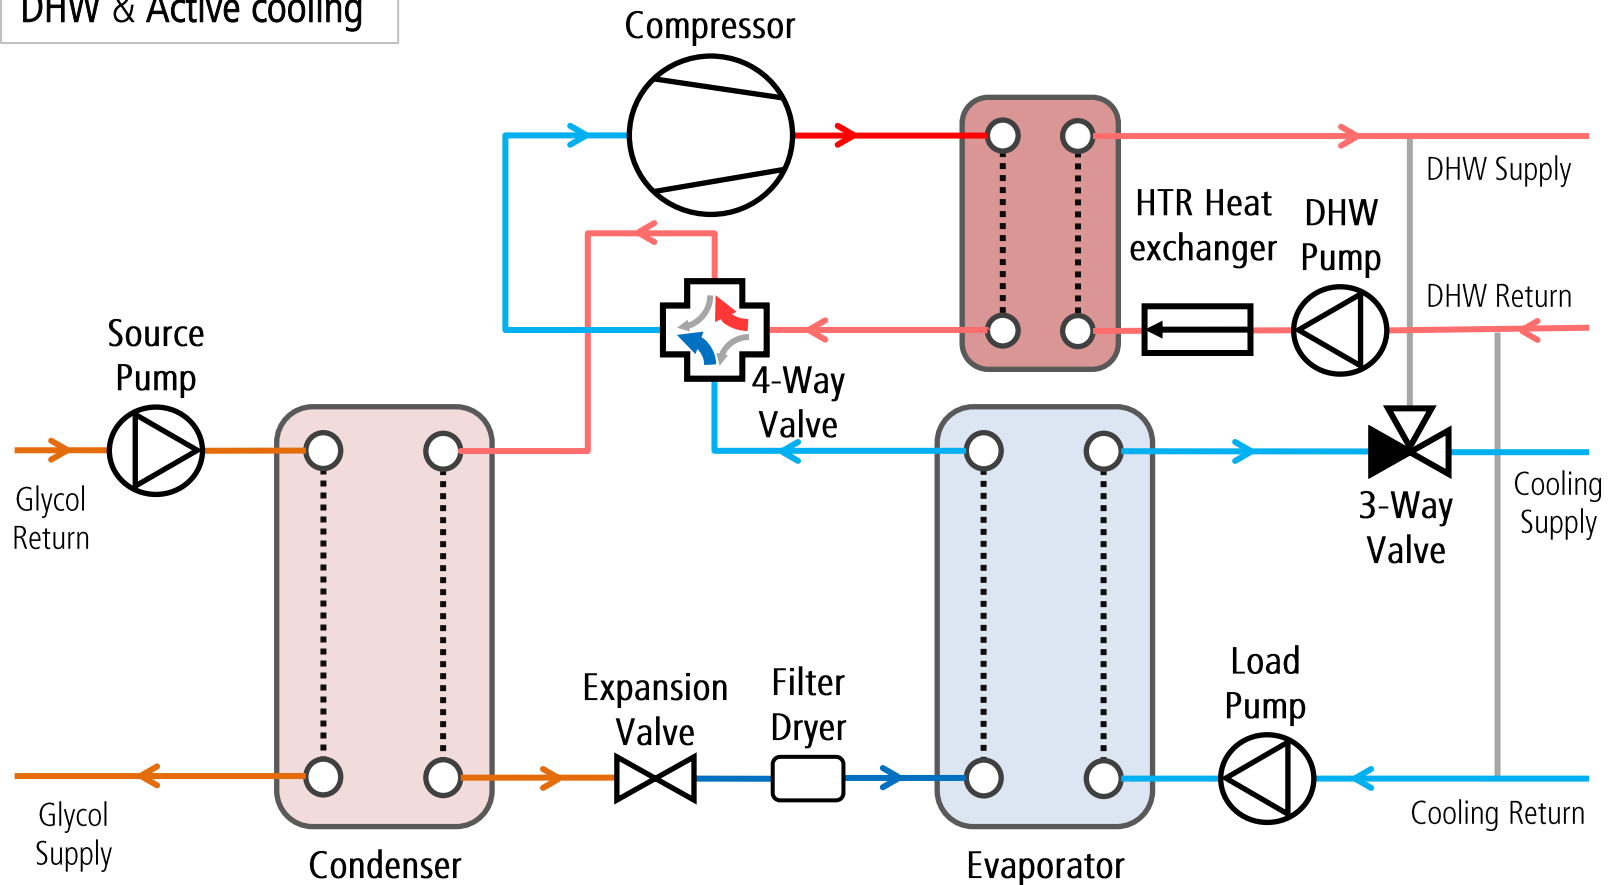 DHW & Active cooling
Compressor
DHW Supply
HTR Heat
exchanger
DHW
Pump
DHW Return
Source
Pump
4-Way
Valve
Glycol
Return
Cooling
Supply
3-Way
Valve
Load
Pump
Expansion
Valve
Filter
Dryer
Glycol
Supply
Cooling Return
Condenser
Evaporator